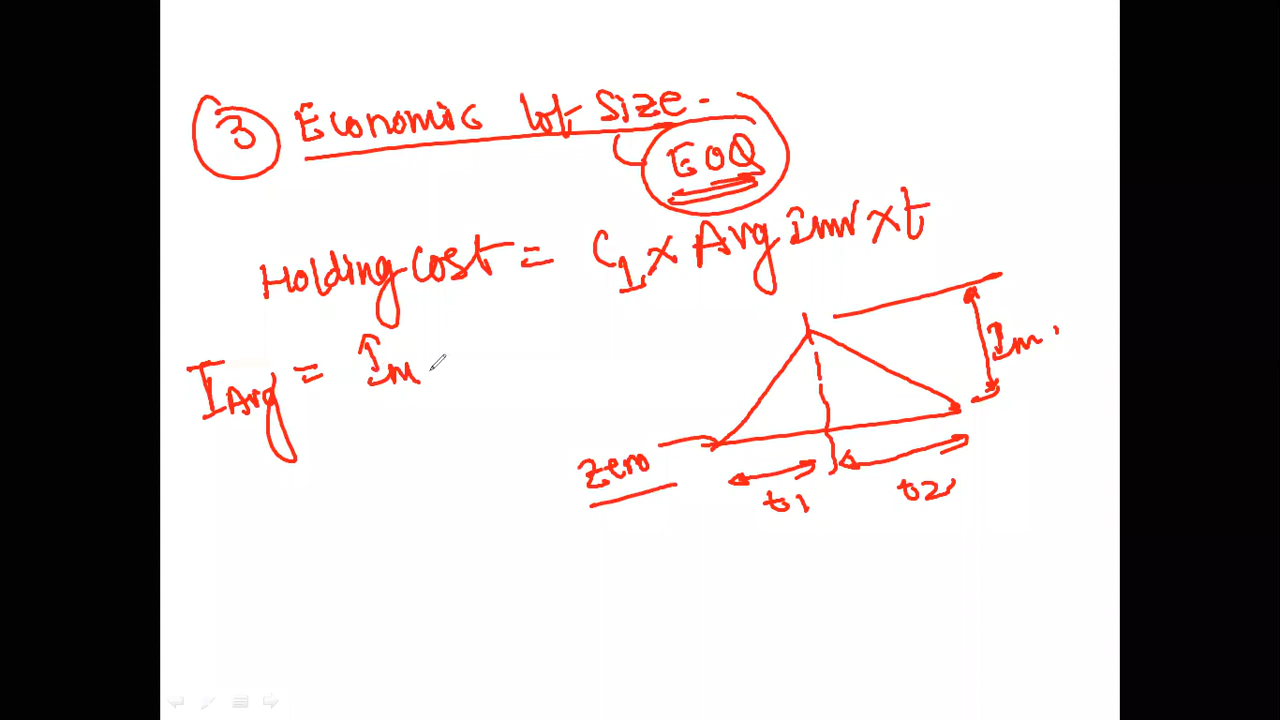 3 Economic lot size.
EOQ
Holding cost = C1 x Avg Inv x t
IAvg = Im
Im.
zero
t1 t2